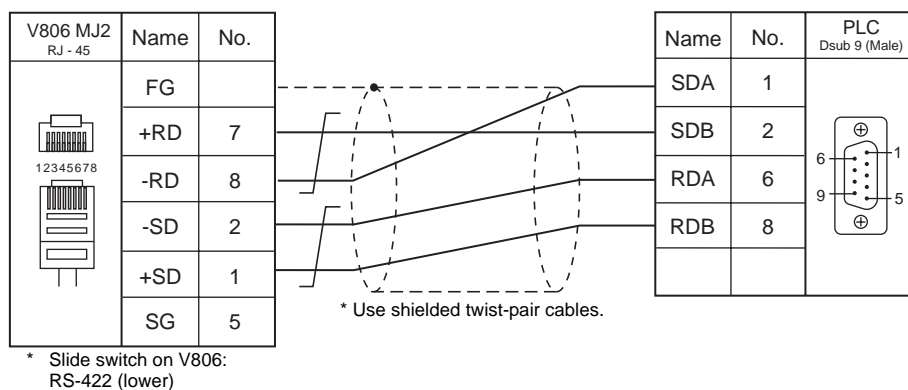 V806 MJ2
RJ - 45
Name No.
FG
+RD 7
-RD 8
-SD 2
+SD 1
SG 5
12345678
* Use shielded twist-pair cables.
Name No.
PLC
Dsub 9 (Male)
SDA 1
SDB 2
RDA 6
RDB 8
6 1
9 5
* Slide switch on V806:
RS-422 (lower)